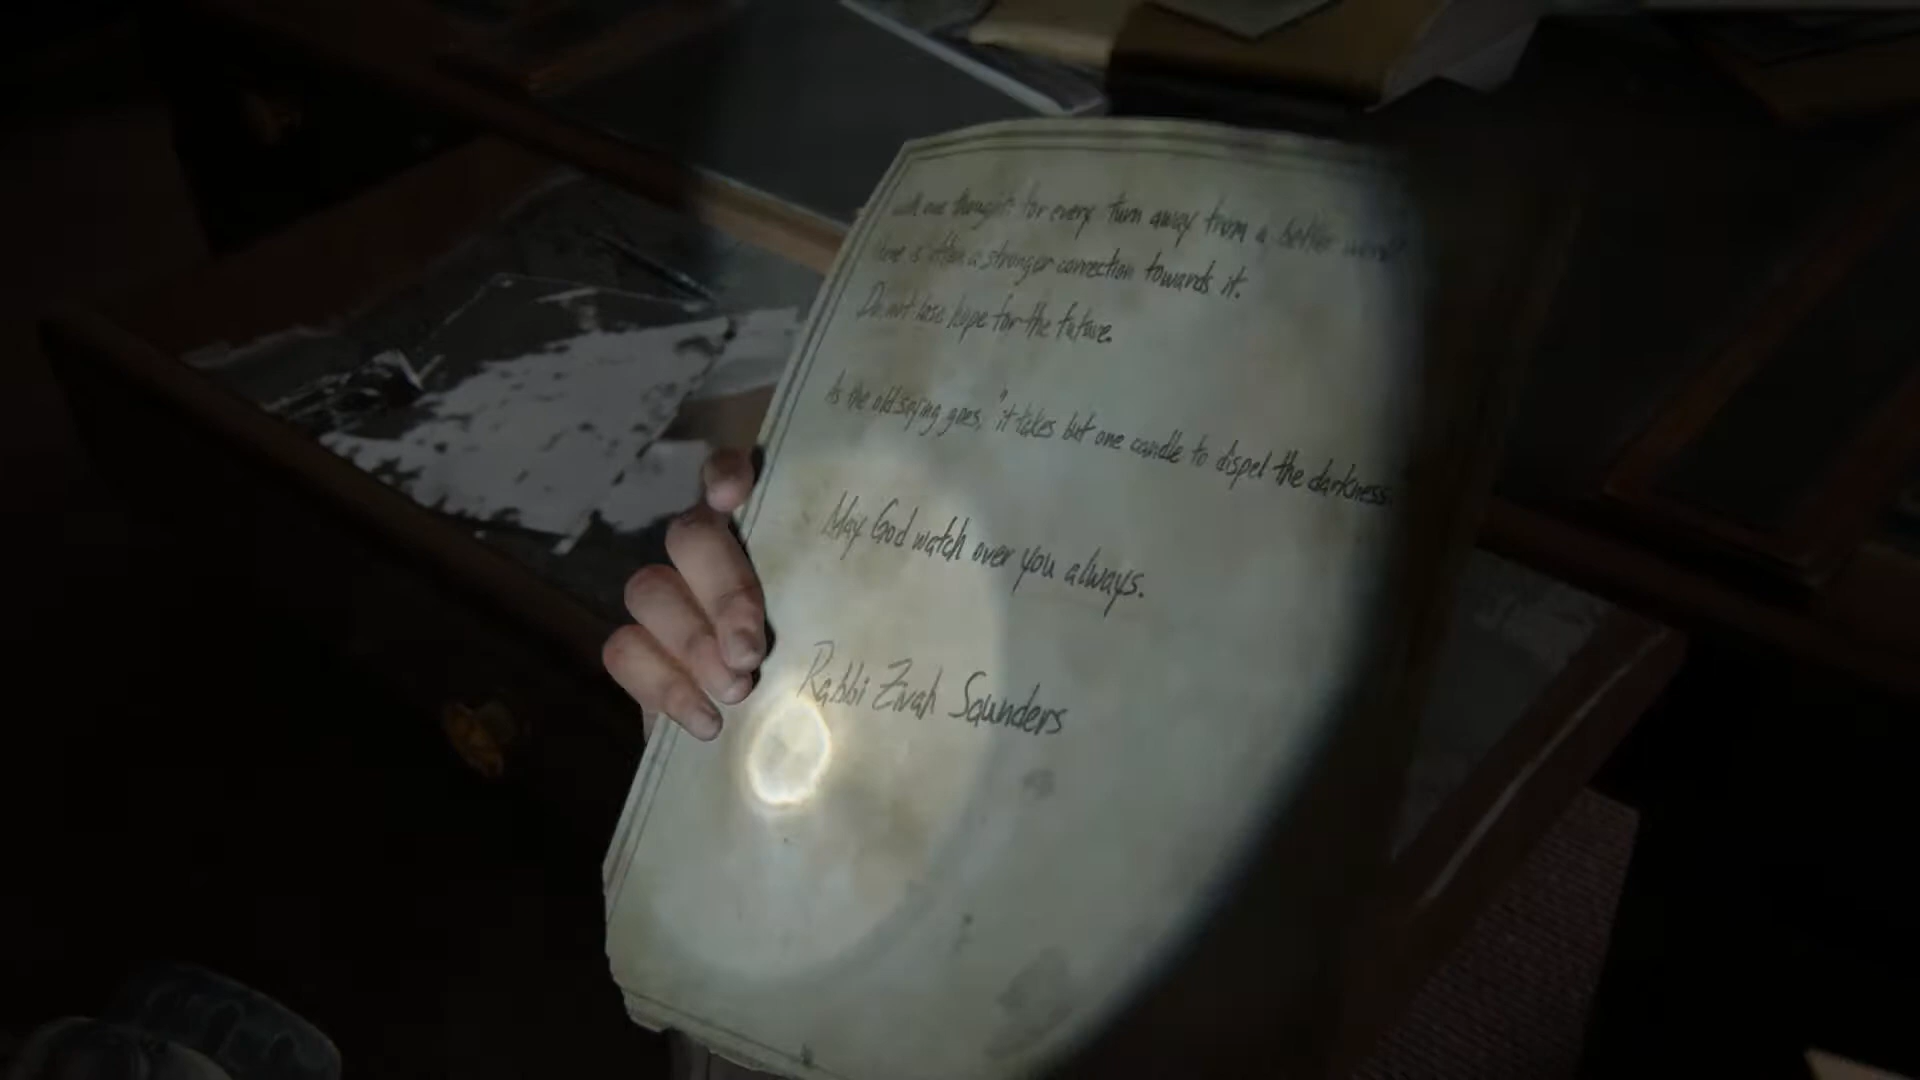 one thought for every turn away from a better world
there is often a stronger correction towards it.
Do not lose hope for the future.
As the old saying goes, "it takes but one candle to dispel the darkness.
May God watch over you always.
Rabbi Zivah Saunders